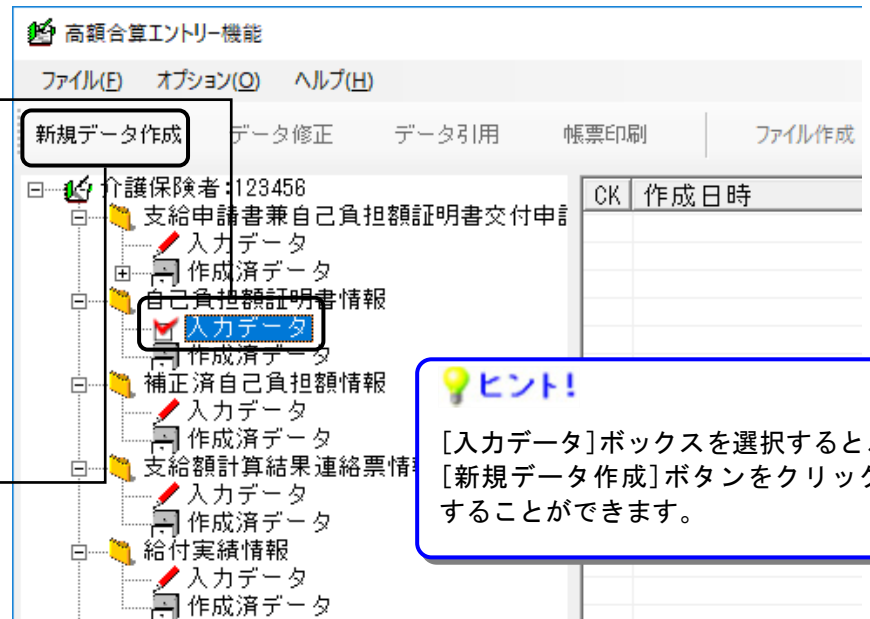 高額合算エントリー機能
ファイル(F) オプション(O) ヘルプ(H)
新規データ作成 データ修正 データ引用 帳票印刷 ファイル作成
介護保険者:123456
支給申請書兼自己負担額証明書交付申請
入力データ
作成済データ
自己負担額証明書情報
入力データ
作成済データ
補正済自己負担額情報
入力データ
作成済データ
支給額計算結果連絡票情報
入力データ
作成済データ
給付実績情報
入力データ
作成済データ
CK 作成日時
ヒント!
[入力データ]ボックスを選択すると、
[新規データ作成]ボタンをクリック
することができます。